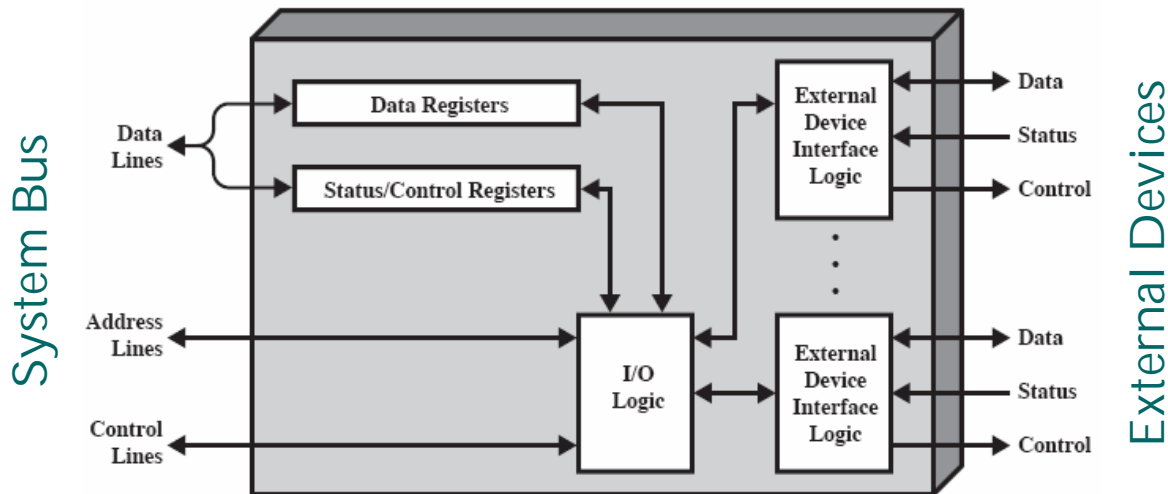 System Bus
Data
Lines
Address
Lines
Control
Lines
Data Registers
Status/Control Registers
I/O
Logic
External
Device
Interface
Logic
External
Device
Interface
Logic
Data
Status
Control
Data
Status
Control
External Devices